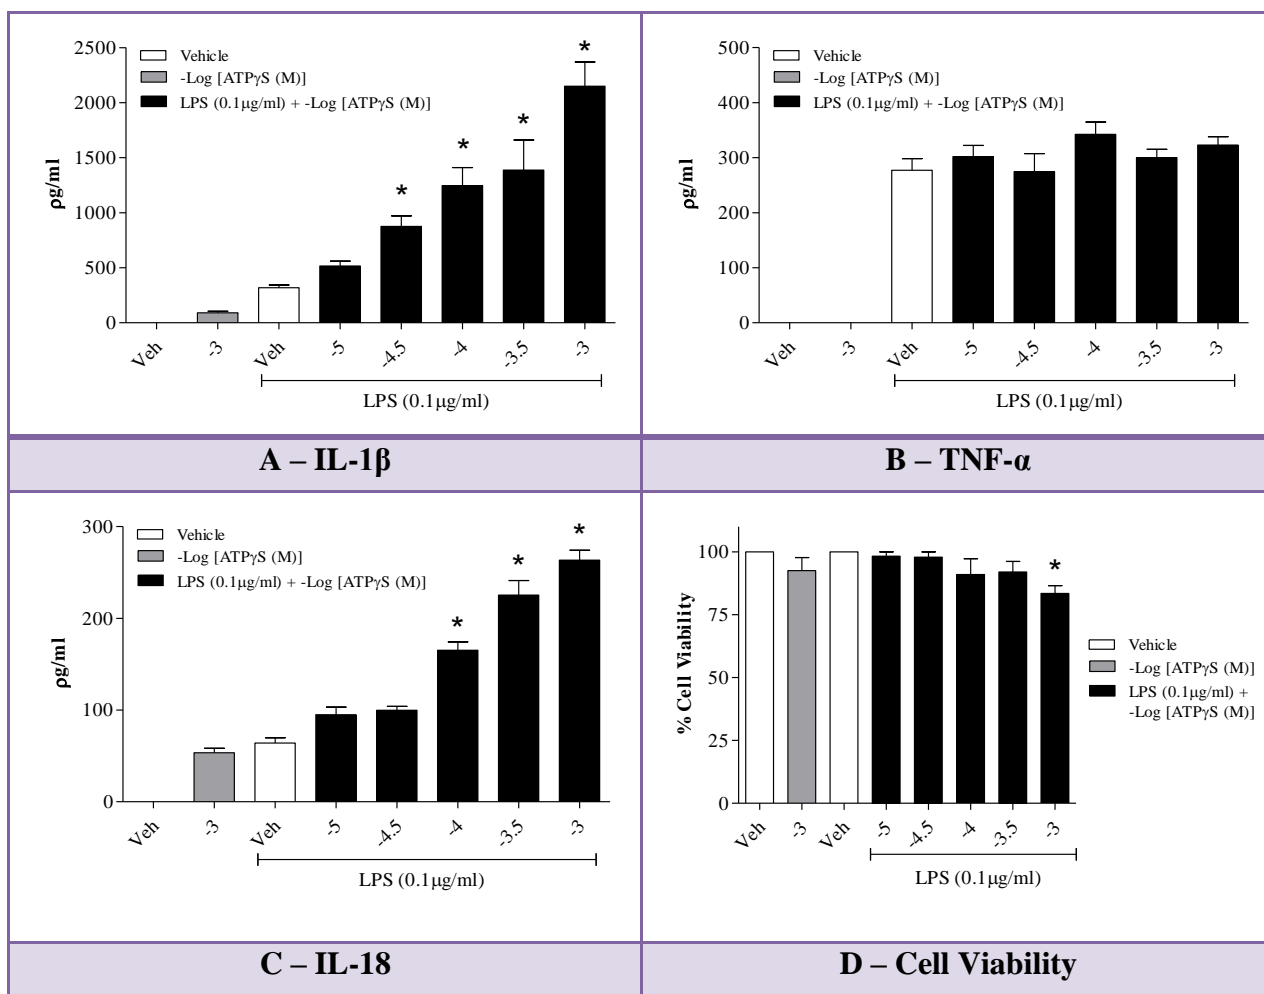 2500
2000
1500
1000
500
0
ρg/ml
Vehicle
-Log [ATPγS (M)]
LPS (0.1μg/ml) + -Log [ATPγS (M)]
*
*
*
*
Veh
-3
Veh
-5
-4.5
-4
-3.5
-3
LPS (0.1μg/ml)
A – IL-1β
500
400
300
200
100
0
ρg/ml
Vehicle
-Log [ATPγS (M)]
LPS (0.1μg/ml) + -Log [ATPγS (M)]
Veh
-3
Veh
-5
-4.5
-4
-3.5
-3
LPS (0.1μg/ml)
B – TNF-α
300
200
100
0
ρg/ml
Vehicle
-Log [ATPγS (M)]
LPS (0.1μg/ml) + -Log [ATPγS (M)]
*
*
*
Veh
-3
Veh
-5
-4.5
-4
-3.5
-3
LPS (0.1μg/ml)
C – IL-18
100
75
50
25
0
% Cell Viability
*
Veh
-3
Veh
-5
-4.5
-4
-3.5
-3
LPS (0.1μg/ml)
Vehicle
-Log [ATPγS (M)]
LPS (0.1μg/ml) +
-Log [ATPγS (M)]
D – Cell Viability